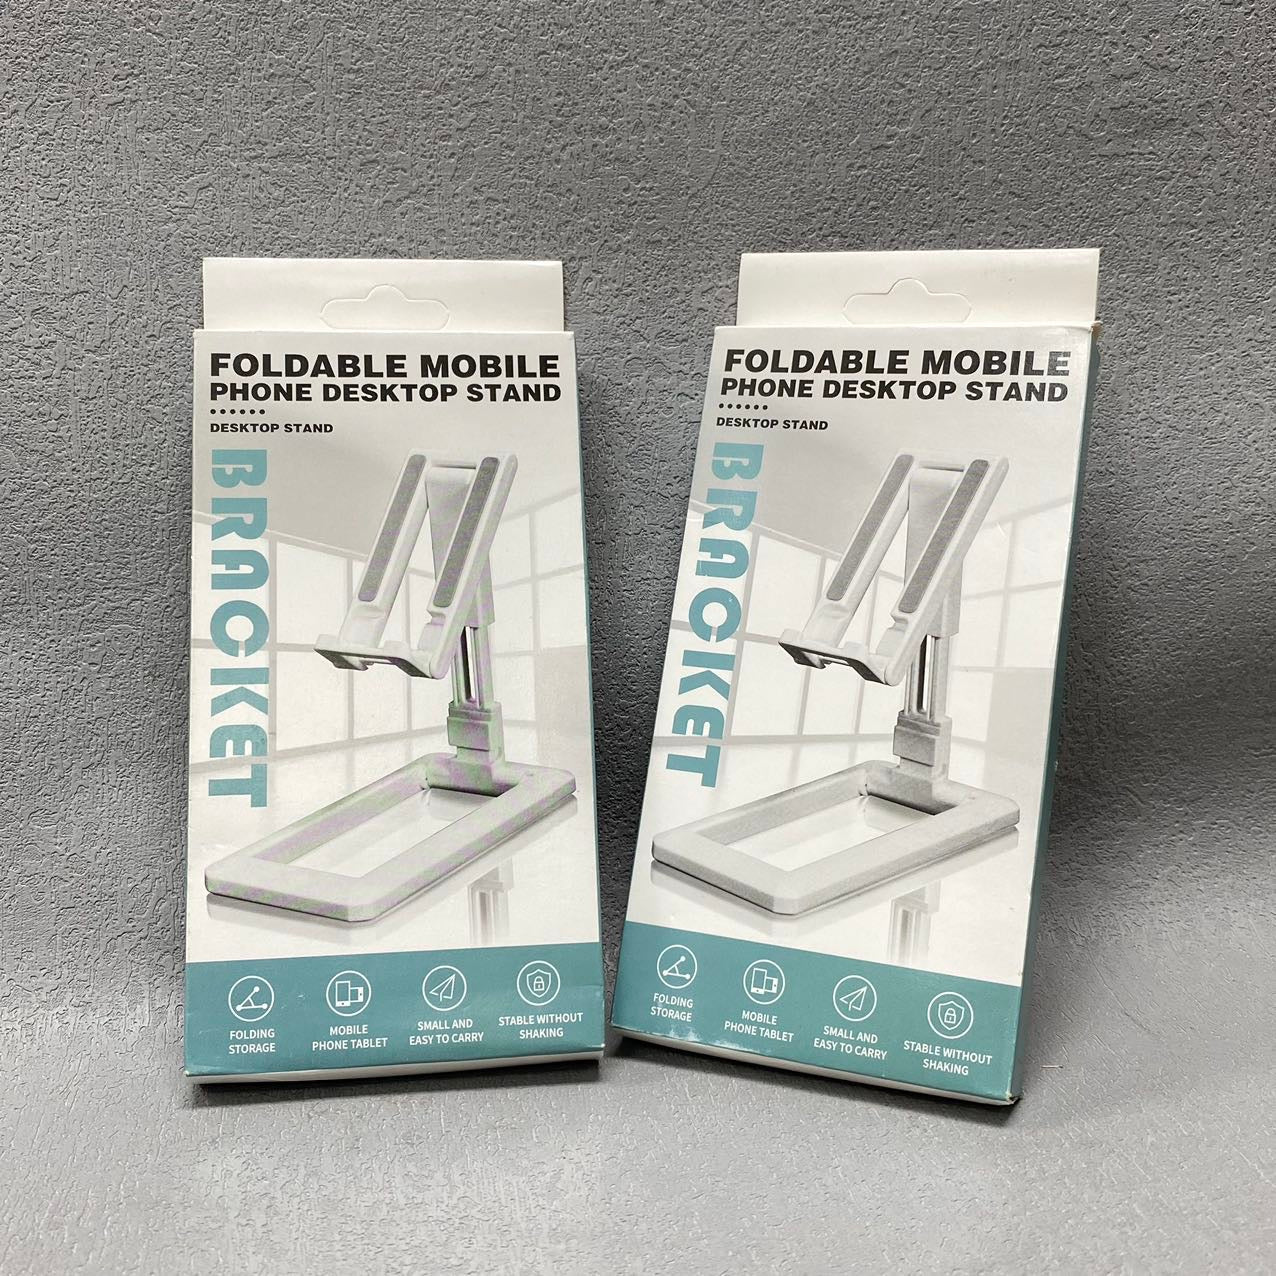 FOLDABLE MOBILE
PHONE DESKTOP STAND
DESKTOP STAND
BRACKET
FOLDING
STORAGE
MOBILE
PHONE TABLET
SMALL AND
EASY TO CARRY
STABLE WITHOUT
SHAKING
FOLDABLE MOBILE
PHONE DESKTOP STAND
DESKTOP STAND
BRACKET
FOLDING
STORAGE
MOBILE
PHONE TABLET
SMALL AND
EASY TO CARRY
STABLE WITHOUT
SHAKING